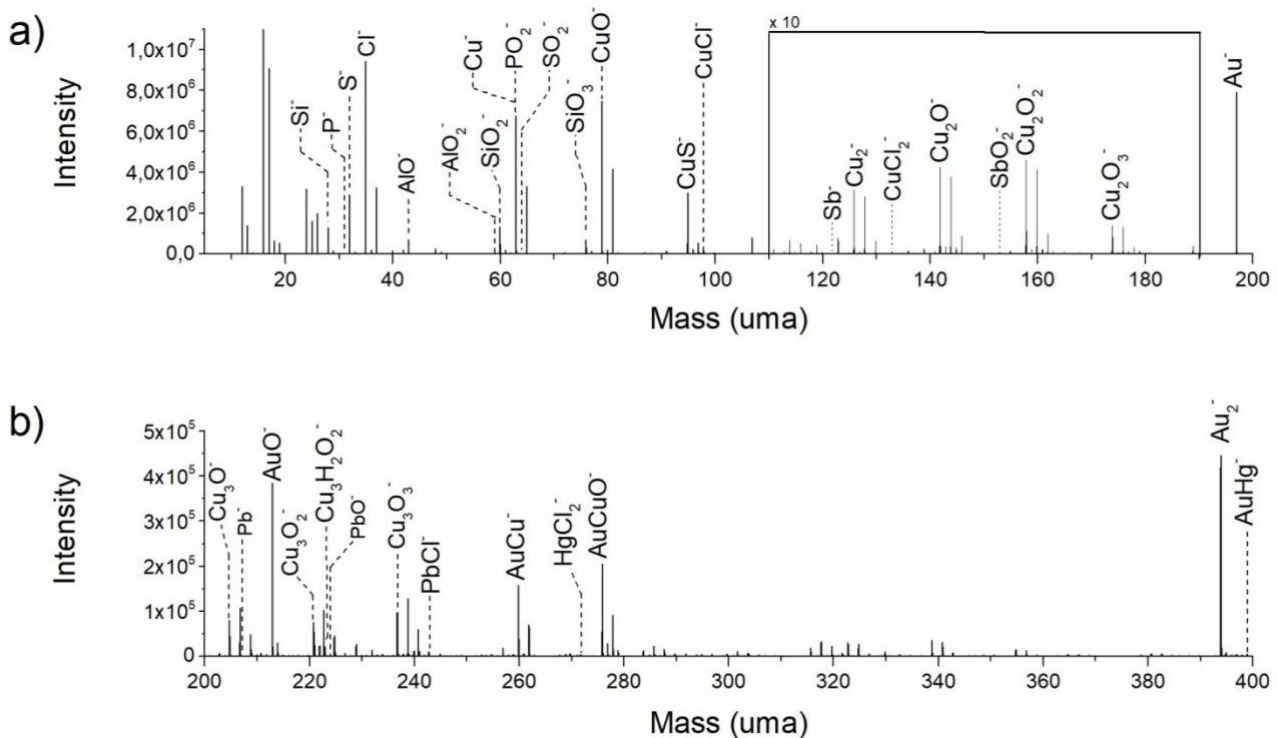 a)
x 10
Intensity
1,0x10⁷
8,0x10⁶
6,0x10⁶
4,0x10⁶
2,0x10⁶
0,0
Si⁻
P⁻
S⁻
Cl⁻
AlO⁻
AlO₂⁻
SiO₂⁻
Cu⁻
PO₂⁻
SO₂⁻
SiO₃⁻
CuO⁻
CuS⁻
CuCl⁻
Sb⁻
Cu₂⁻
CuCl₂⁻
Cu₂O⁻
SbO₂⁻
Cu₂O₂⁻
Cu₂O₃⁻
Au⁻
20 40 60 80 100 120 140 160 180 200
Mass (uma)
b)
Intensity
5x10⁵
4x10⁵
3x10⁵
2x10⁵
1x10⁵
0
Cu₃O⁻
Pb⁻
AuO⁻
Cu₃O₂⁻
Cu₃H₂O₂⁻
PbO⁻
Cu₃O₃⁻
PbCl⁻
AuCu⁻
HgCl₂⁻
AuCuO⁻
Au₂⁻
AuHg⁻
200 220 240 260 280 300 320 340 360 380 400
Mass (uma)